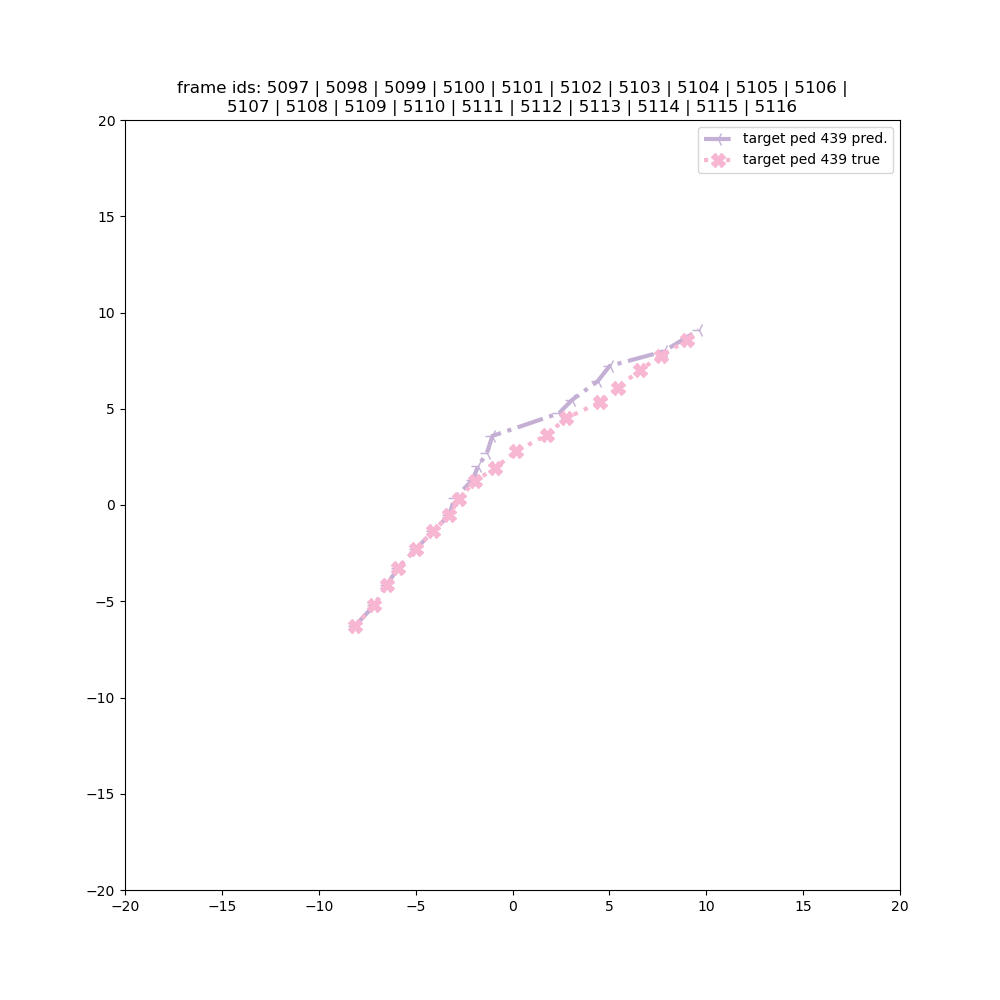 frame ids: 5097 | 5098 | 5099 | 5100 | 5101 | 5102 | 5103 | 5104 | 5105 | 5106 |
5107 | 5108 | 5109 | 5110 | 5111 | 5112 | 5113 | 5114 | 5115 | 5116
target ped 439 pred.
target ped 439 true
20
15
10
5
0
−5
−10
−15
−20
−20 −15 −10 −5 0 5 10 15 20